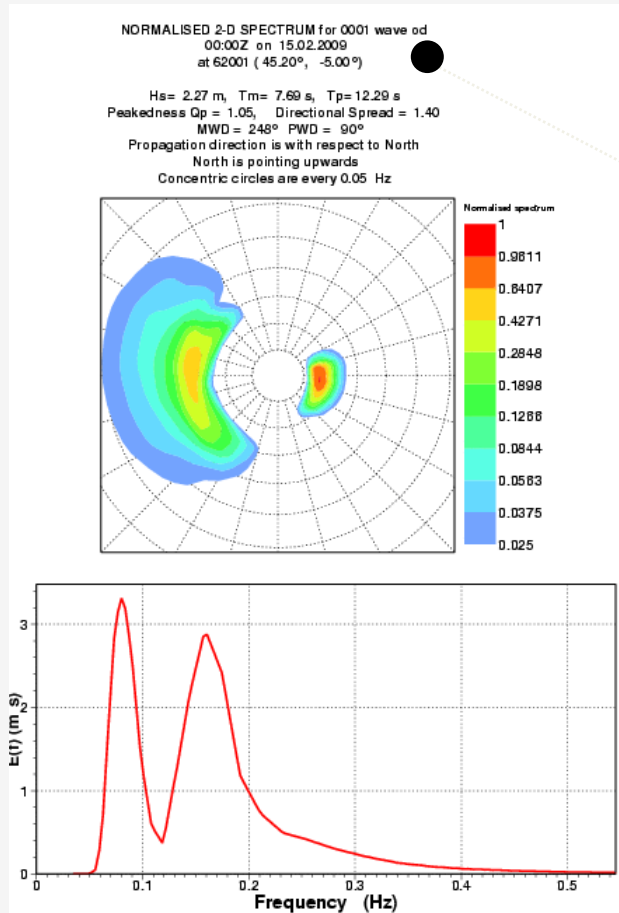 NORMALISED 2-D SPECTRUM for 0001 wave od
00:00Z on 15.02.2009
at 62001 ( 45.20°, -5.00°)
Hs= 2.27 m, Tm= 7.69 s, Tp= 12.29 s
Peakedness Qp = 1.05, Directional Spread = 1.40
MWD = 248° PWD = 90°
Propagation direction is with respect to North
North is pointing upwards
Concentric circles are every 0.05 Hz
Normalised spectrum
1
0.9811
0.8407
0.4271
0.2848
0.1898
0.1288
0.0844
0.0583
0.0375
0.025
E(f) (m s)
3
2
1
0
0 0.1 0.2 0.3 0.4 0.5
Frequency (Hz)